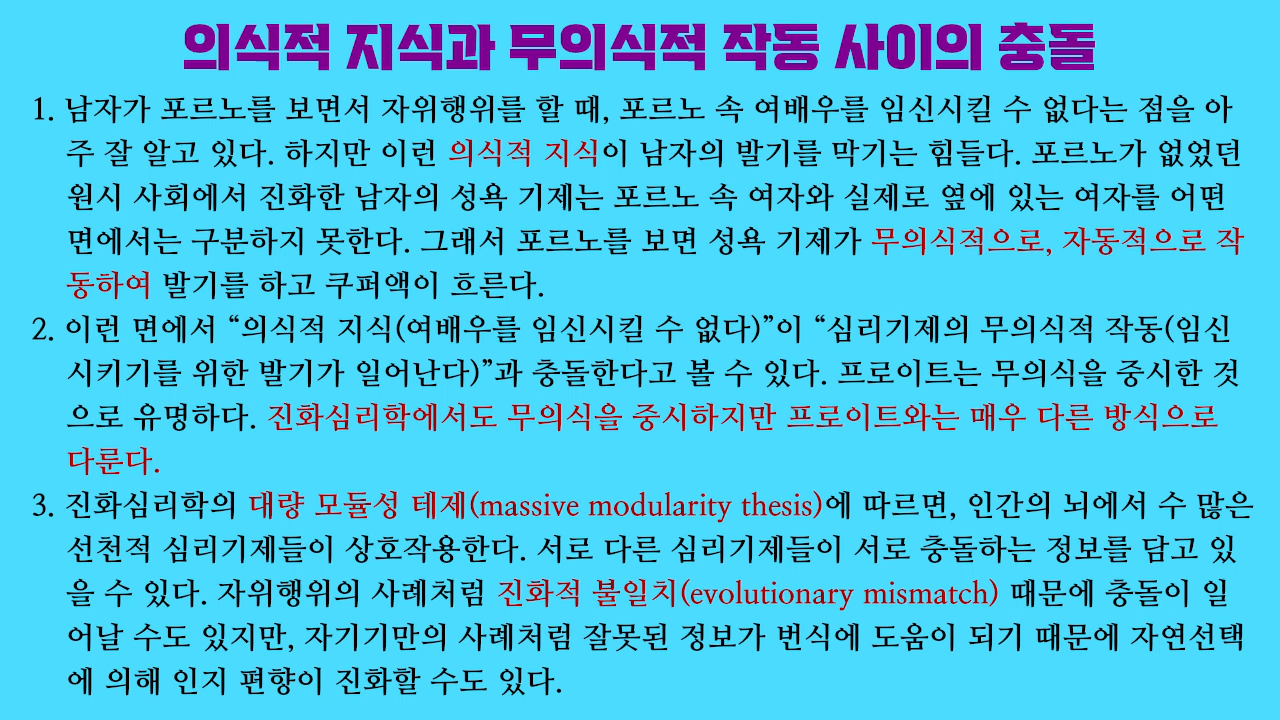 의식적 지식과 무의식적 작동 사이의 충돌
1. 남자가 포르노를 보면서 자위행위를 할 때, 포르노 속 여배우를 임신시킬 수 없다는 점을 아
주 잘 알고 있다. 하지만 이런 의식적 지식이 남자의 발기를 막기는 힘들다. 포르노가 없었던
원시 사회에서 진화한 남자의 성욕 기제는 포르노 속 여자와 실제로 옆에 있는 여자를 어떤
면에서는 구분하지 못한다. 그래서 포르노를 보면 성욕 기제가 무의식적으로, 자동적으로 작
동하여 발기를 하고 쿠퍼액이 흐른다.
2. 이런 면에서 “의식적 지식(여배우를 임신시킬 수 없다)”이 “심리기제의 무의식적 작동(임신
시키기를 위한 발기가 일어난다)”과 충돌한다고 볼 수 있다. 프로이트는 무의식을 중시한 것
으로 유명하다. 진화심리학에서도 무의식을 중시하지만 프로이트와는 매우 다른 방식으로
다룬다.
3. 진화심리학의 대량 모듈성 테제(massive modularity thesis)에 따르면, 인간의 뇌에서 수 많은
선천적 심리기제들이 상호작용한다. 서로 다른 심리기제들이 서로 충돌하는 정보를 담고 있
을 수 있다. 자위행위의 사례처럼 진화적 불일치(evolutionary mismatch) 때문에 충돌이 일
어날 수도 있지만, 자기기만의 사례처럼 잘못된 정보가 번식에 도움이 되기 때문에 자연선택
에 의해 인지 편향이 진화할 수도 있다.